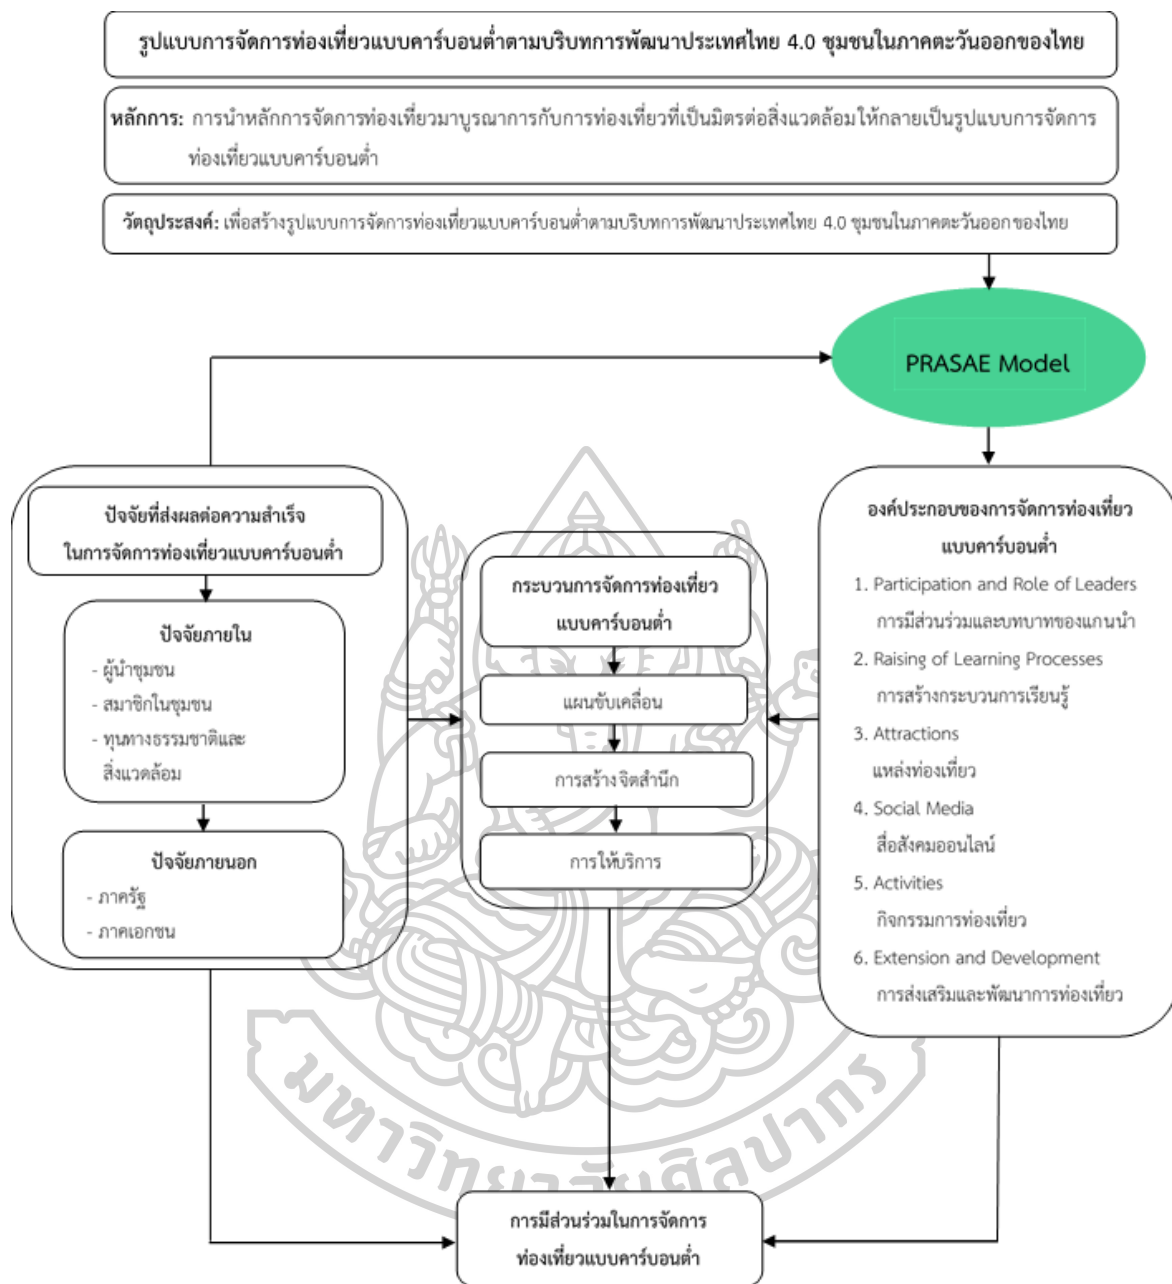 รูปแบบการจัดการท่องเที่ยวแบบคาร์บอนต่ำตามบริบทการพัฒนาประเทศไทย 4.0 ชุมชนในภาคตะวันออกของไทย
หลักการ: การนำหลักการจัดการท่องเที่ยวมาบูรณาการกับการท่องเที่ยวที่เป็นมิตรต่อสิ่งแวดล้อมให้กลายเป็นรูปแบบการจัดการ
ท่องเที่ยวแบบคาร์บอนต่ำ
วัตถุประสงค์: เพื่อสร้างรูปแบบการจัดการท่องเที่ยวแบบคาร์บอนต่ำตามบริบทการพัฒนาประเทศไทย 4.0 ชุมชนในภาคตะวันออกของไทย
PRASAE Model
ปัจจัยที่ส่งผลต่อความสำเร็จ
ในการจัดการท่องเที่ยวแบบคาร์บอนต่ำ
ปัจจัยภายใน
- ผู้นำชุมชน
- สมาชิกในชุมชน
- ทุนทางธรรมชาติและ
สิ่งแวดล้อม
ปัจจัยภายนอก
- ภาครัฐ
- ภาคเอกชน
กระบวนการจัดการท่องเที่ยว
แบบคาร์บอนต่ำ
แผนขับเคลื่อน
การสร้างจิตสำนึก
การให้บริการ
องค์ประกอบของการจัดการท่องเที่ยว
แบบคาร์บอนต่ำ
1. Participation and Role of Leaders
การมีส่วนร่วมและบทบาทของแกนนำ
2. Raising of Learning Processes
การสร้างกระบวนการเรียนรู้
3. Attractions
แหล่งท่องเที่ยว
4. Social Media
สื่อสังคมออนไลน์
5. Activities
กิจกรรมการท่องเที่ยว
6. Extension and Development
การส่งเสริมและพัฒนาการท่องเที่ยว
มหาวิทยาลัยศิลปากร
การมีส่วนร่วมในการจัดการ
ท่องเที่ยวแบบคาร์บอนต่ำ